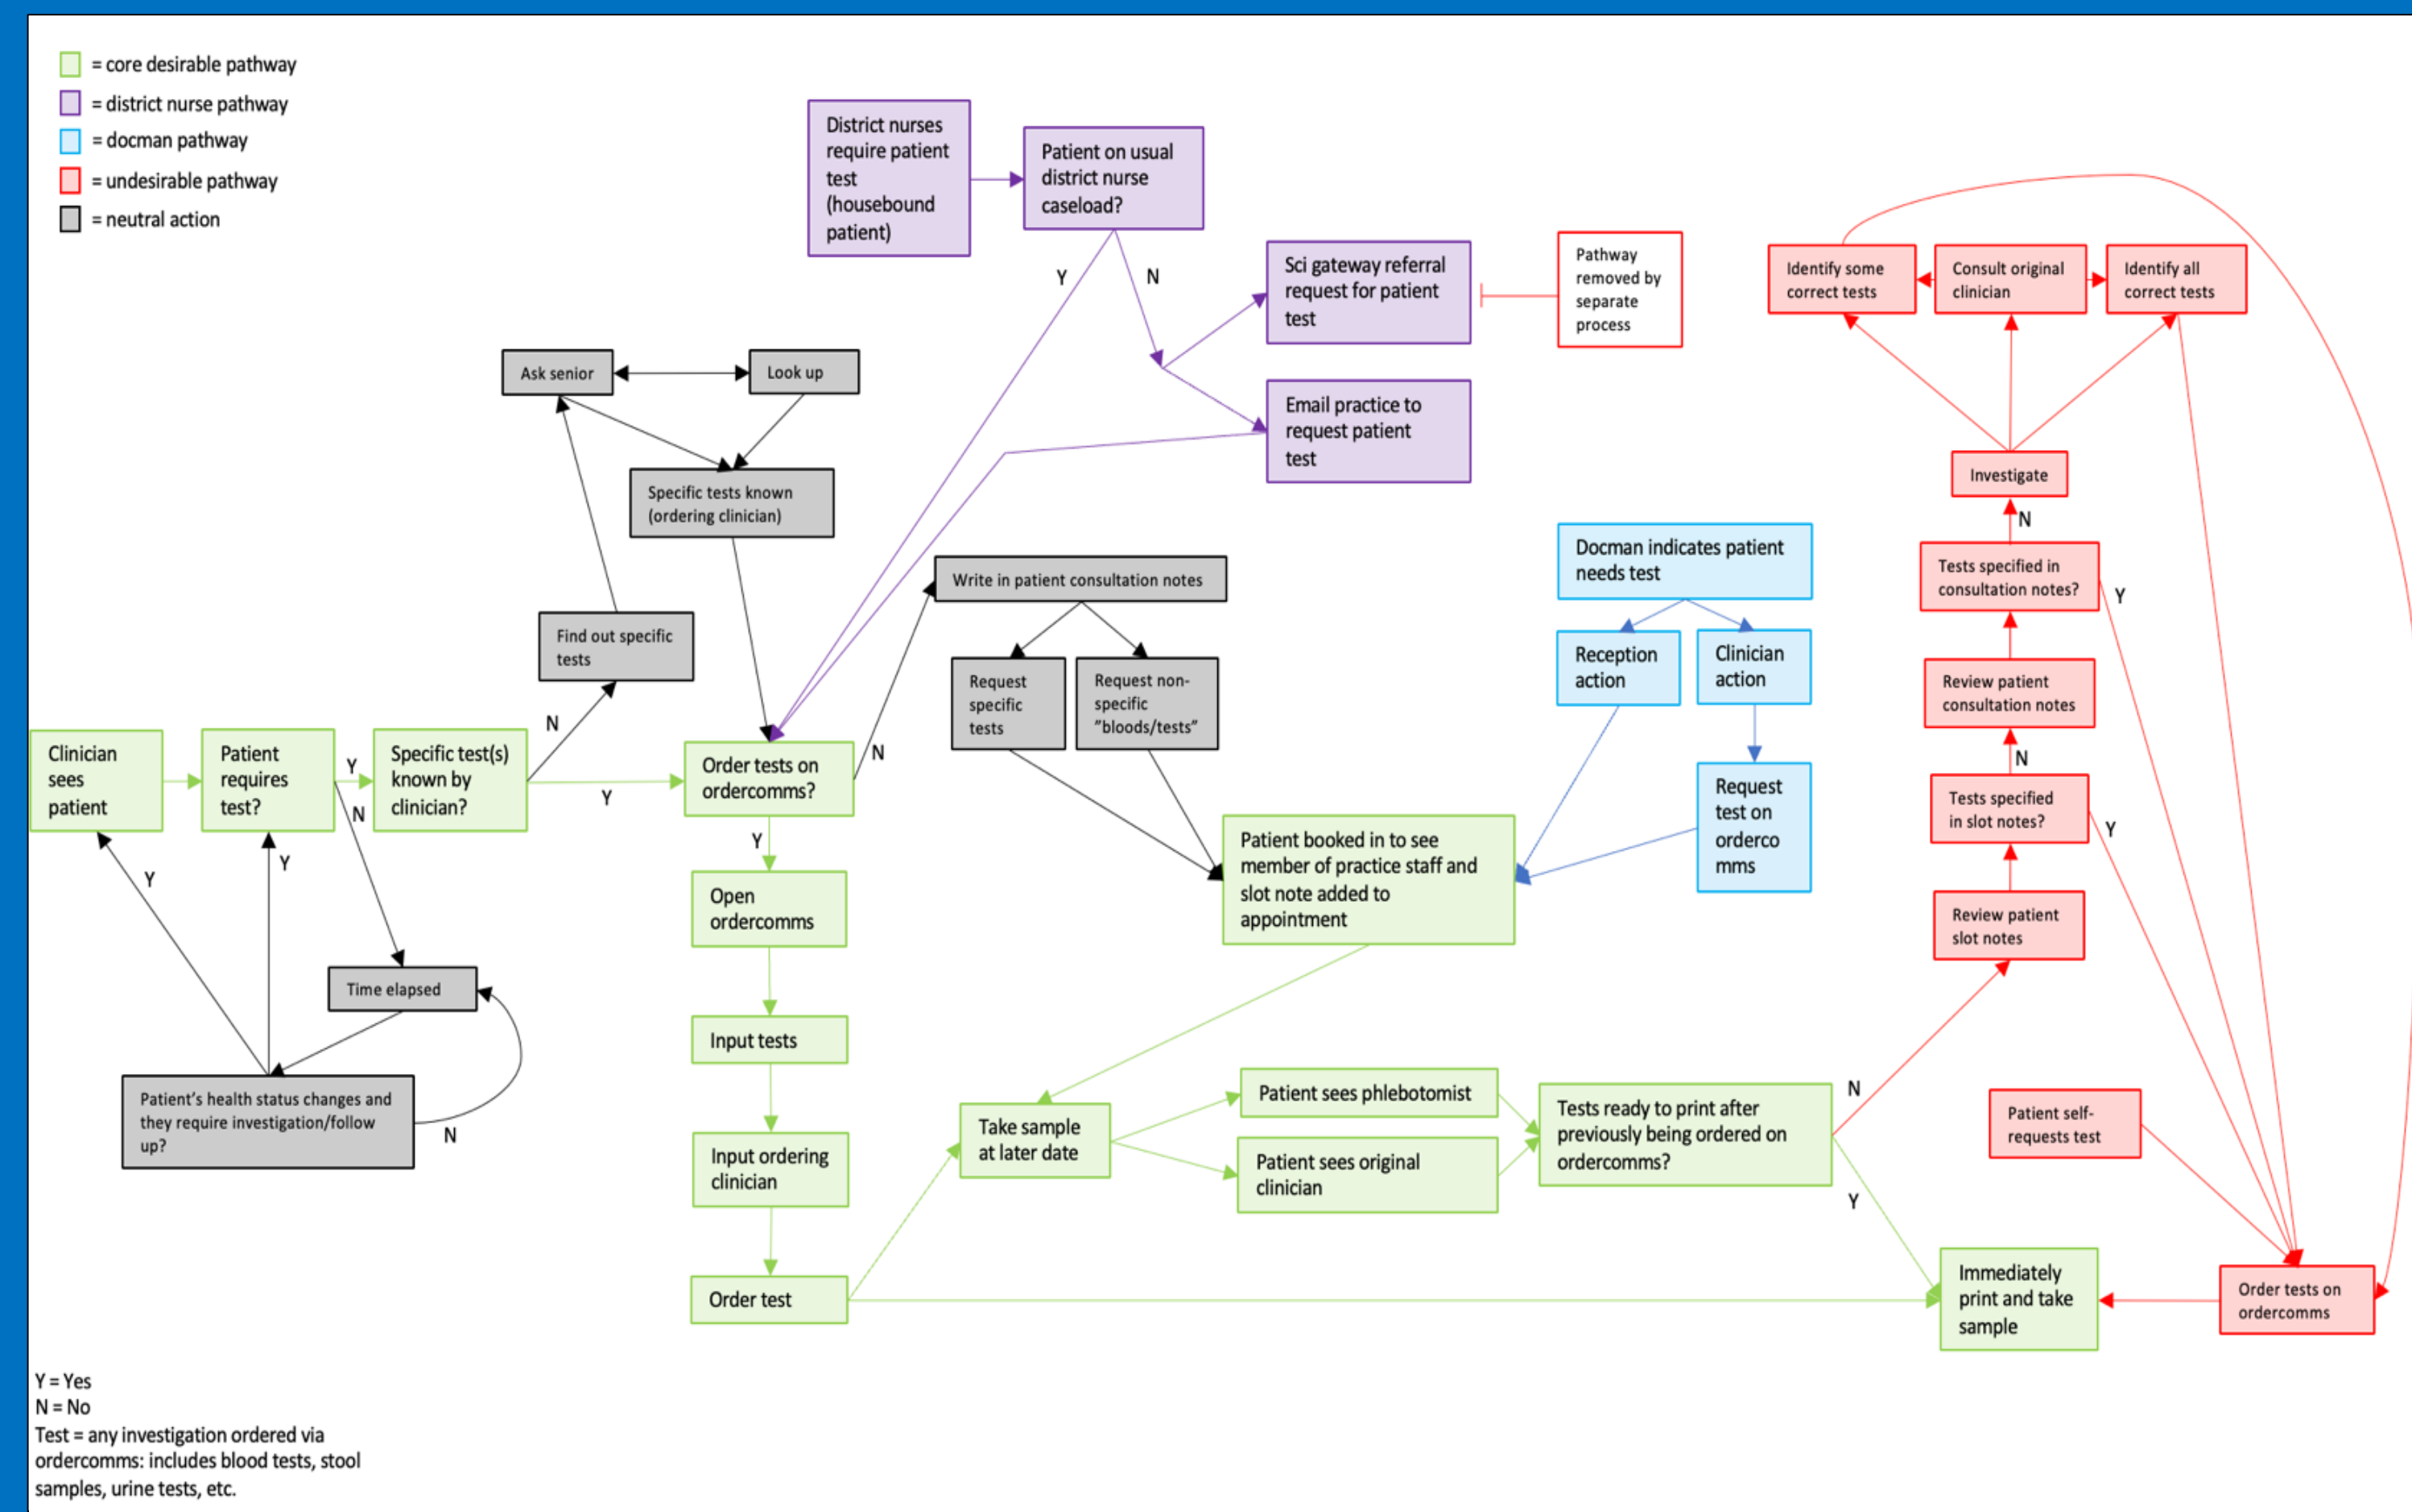 = core desirable pathway
= district nurse pathway
= docman pathway
= undesirable pathway
= neutral action
District nurses
require patient
test
(housebound
patient)
Patient on usual
district nurse
caseload?
Y
N
Sci gateway referral
request for patient
test
Pathway
removed by
separate
process
Email practice to
request patient
test
Identify some
correct tests
Consult original
clinician
Identify all
correct tests
Investigate
N
Tests specified in
consultation notes?
Y
Review patient
consultation notes
N
Tests specified
in slot notes?
Y
Review patient
slot notes
Ask senior
Look up
Specific tests known
(ordering clinician)
Find out specific
tests
N
Write in patient consultation notes
Request
specific
tests
Request non-
specific
”bloods/tests”
Docman indicates patient
needs test
Reception
action
Clinician
action
Request
test on
orderco
mms
Clinician
sees
patient
Patient
requires
test?
Y
N
Specific test(s)
known by
clinician?
Y
Order tests on
ordercomms?
N
Y
Y
Y
Time elapsed
Patient’s health status changes and
they require investigation/follow
up?
N
Open
ordercomms
Input tests
Input ordering
clinician
Order test
Patient booked in to see
member of practice staff and
slot note added to
appointment
Take sample
at later date
Patient sees phlebotomist
Patient sees original
clinician
Tests ready to print after
previously being ordered on
ordercomms?
N
Y
Patient self-
requests test
Immediately
print and take
sample
Order tests on
ordercomms
Y = Yes
N = No
Test = any investigation ordered via
ordercomms: includes blood tests, stool
samples, urine tests, etc.